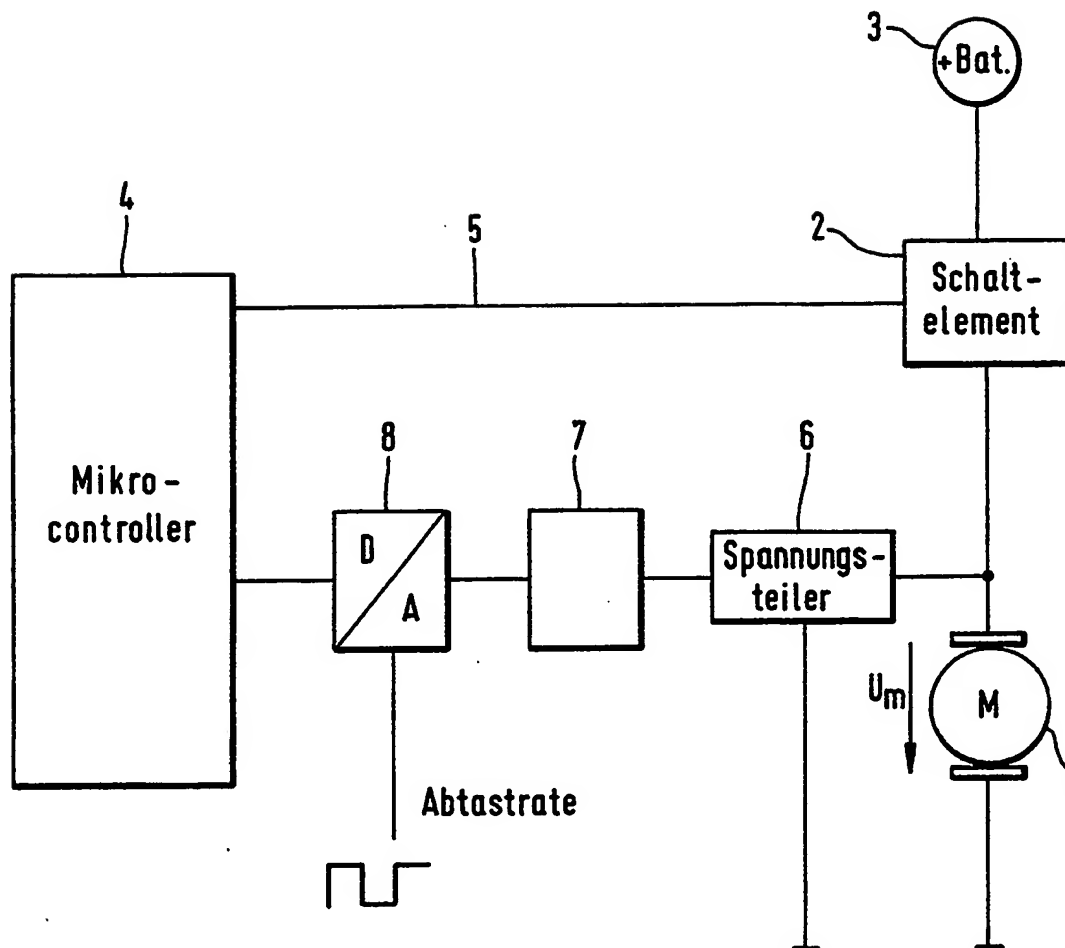 3
+Bat.
4
5
2
Schalt-
element
8
7
6
Mikro-
controller
D
A
Spannungs-
teiler
Um
M
Abtastrate